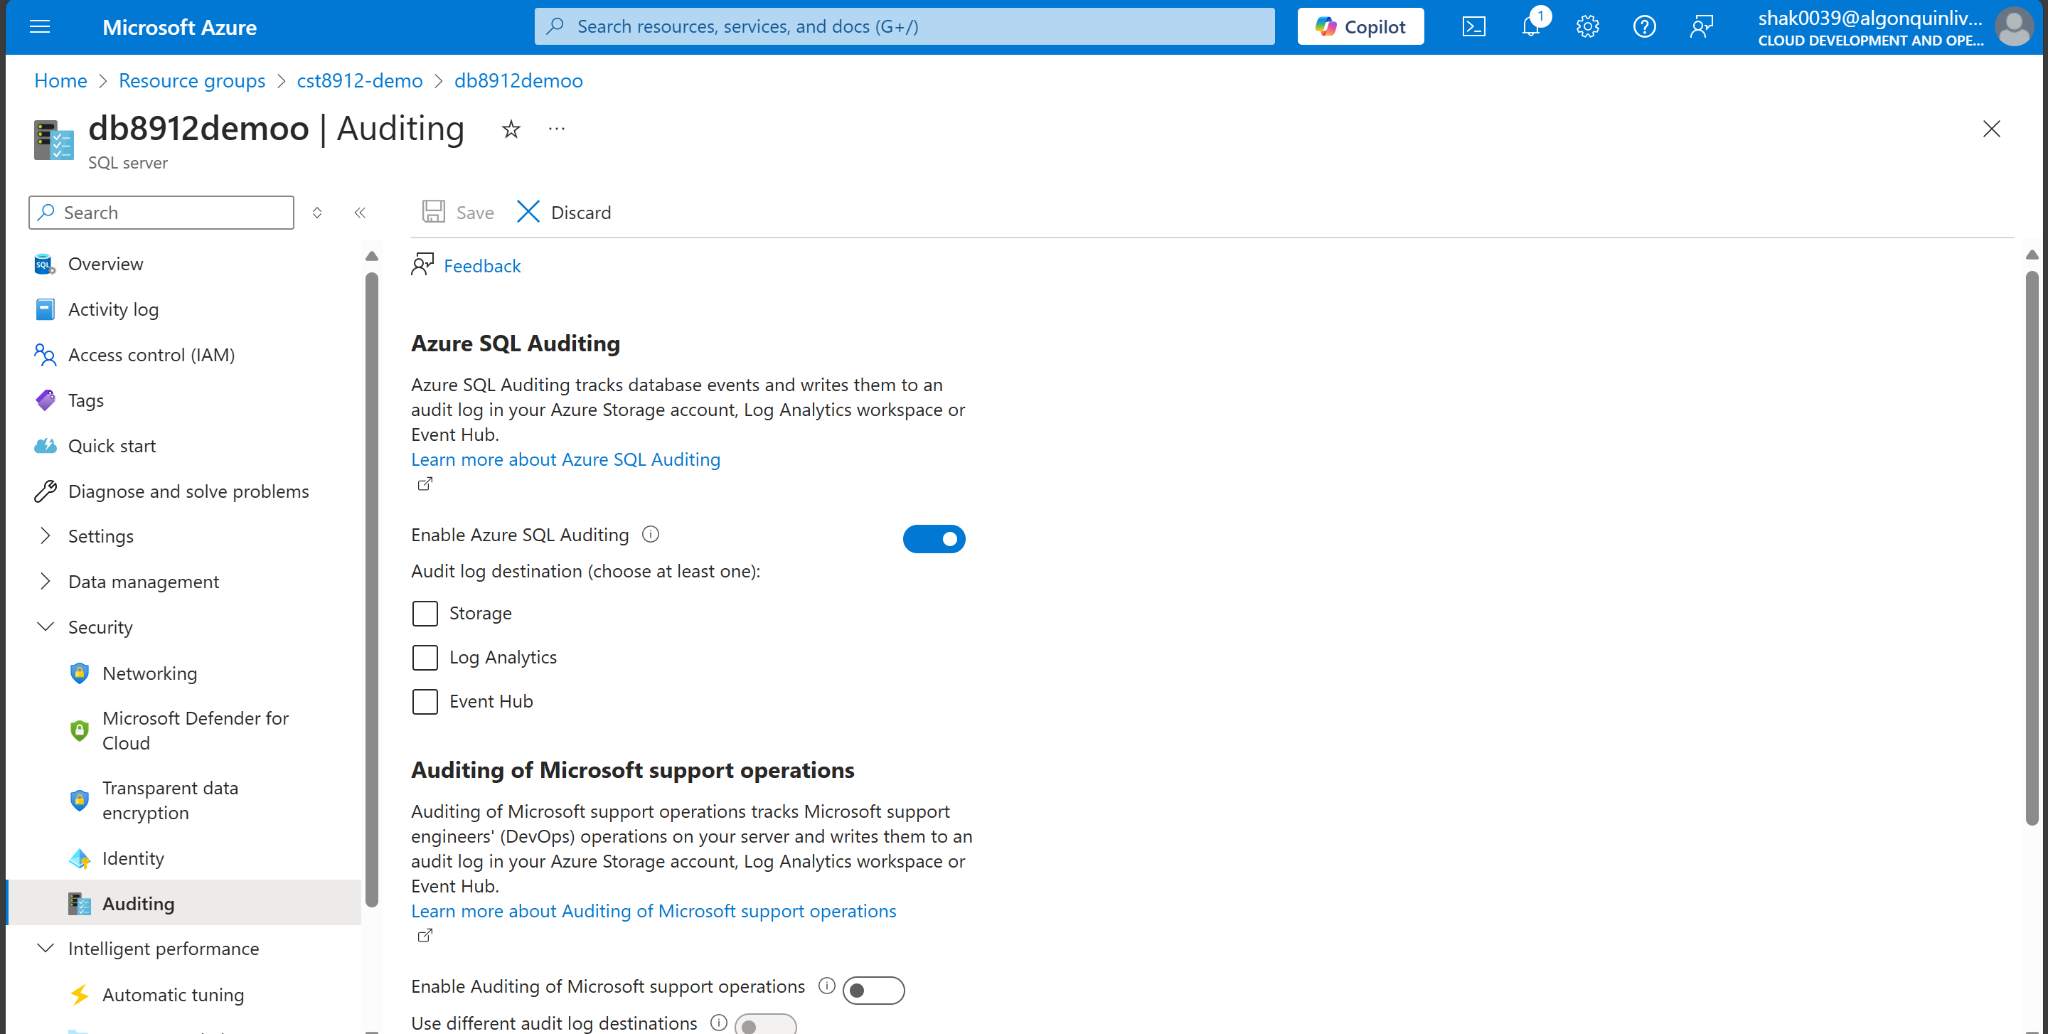 Microsoft Azure
Search resources, services, and docs (G+/)
Copilot
1
shak0039@algonquinliv...
CLOUD DEVELOPMENT AND OPE...
Home > Resource groups > cst8912-demo > db8912demoo
db8912demoo | Auditing
SQL server
Search
Save
Discard
Feedback
SQL
Overview
Activity log
Access control (IAM)
Tags
Quick start
Diagnose and solve problems
Settings
Data management
Security
Networking
Microsoft Defender for
Cloud
Transparent data
encryption
Identity
Auditing
Intelligent performance
Automatic tuning
Azure SQL Auditing
Azure SQL Auditing tracks database events and writes them to an
audit log in your Azure Storage account, Log Analytics workspace or
Event Hub.
Learn more about Azure SQL Auditing
Enable Azure SQL Auditing
Audit log destination (choose at least one):
Storage
Log Analytics
Event Hub
Auditing of Microsoft support operations
Auditing of Microsoft support operations tracks Microsoft support
engineers' (DevOps) operations on your server and writes them to an
audit log in your Azure Storage account, Log Analytics workspace or
Event Hub.
Learn more about Auditing of Microsoft support operations
Enable Auditing of Microsoft support operations
Use different audit log destinations